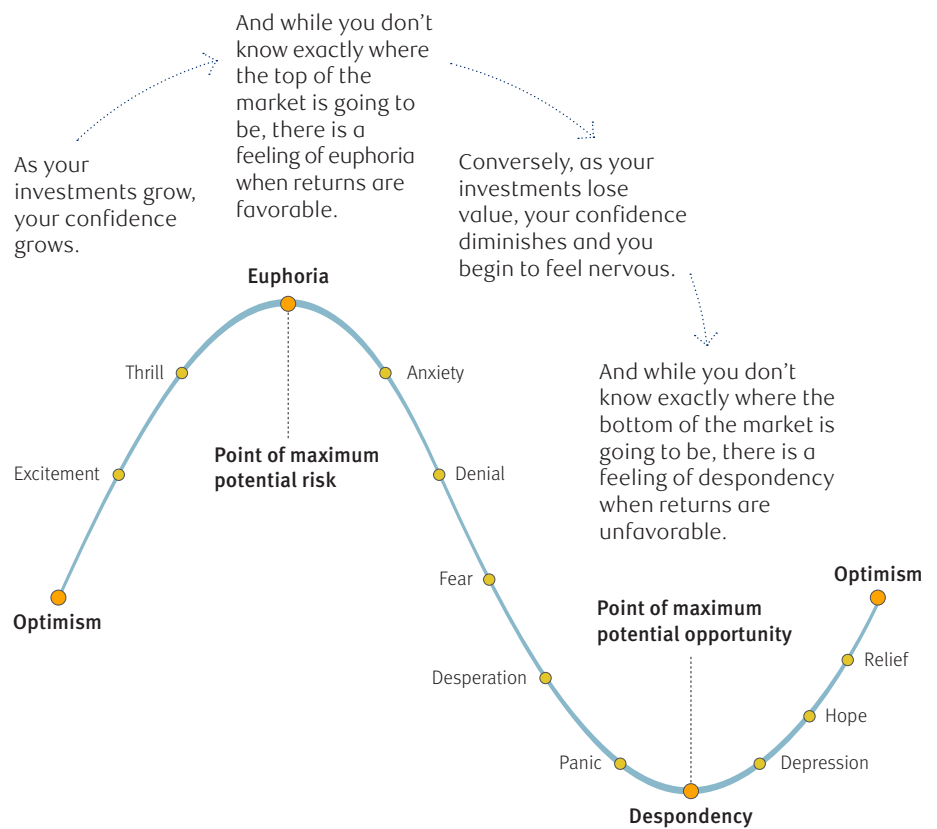 And while you don't
know exactly where
the top of the
market is going to
be, there is a
feeling of euphoria
when returns are
favorable.
As your
investments grow,
your confidence
grows.
Conversely, as your
investments lose
value, your confidence
diminishes and you
begin to feel nervous.
And while you don't
know exactly where the
bottom of the market is
going to be, there is a
feeling of despondency
when returns are
unfavorable.
Euphoria
Thrill
Anxiety
Point of maximum
potential risk
Excitement
Denial
Fear
Optimism
Optimism
Point of maximum
potential opportunity
Relief
Desperation
Hope
Panic
Depression
Despondency